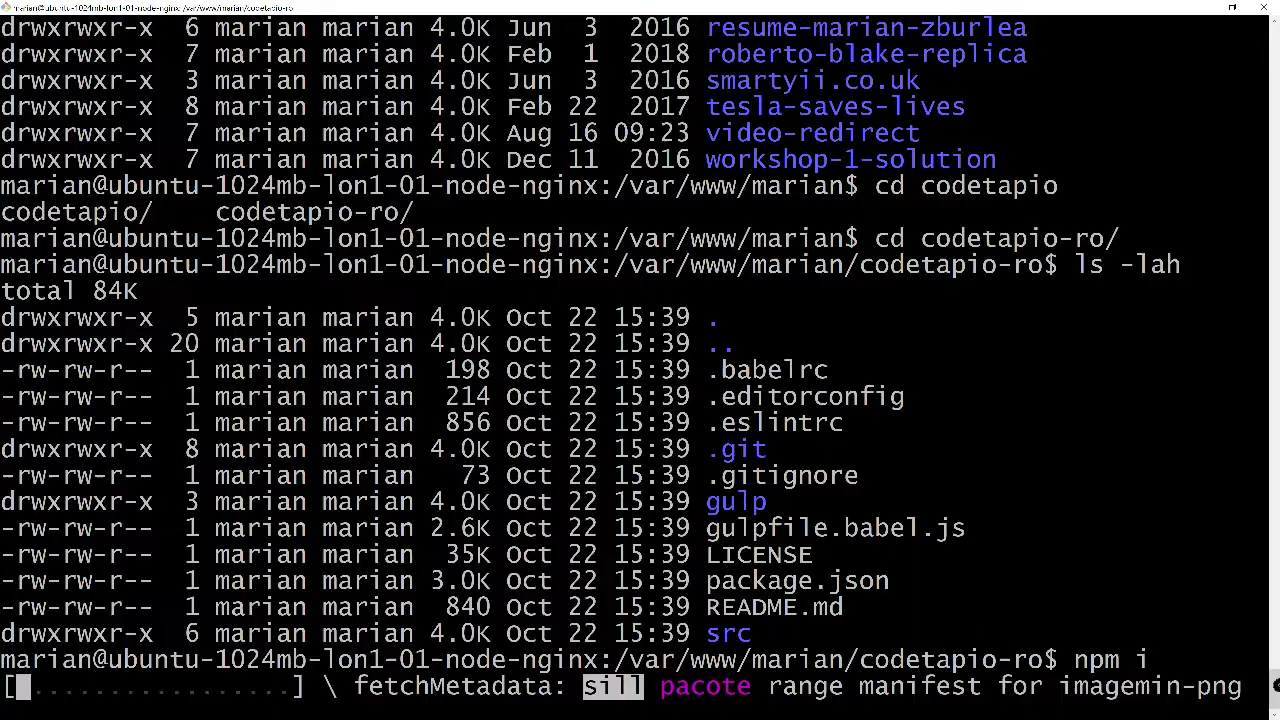 marian@ubuntu-1024mb-lon1-01-node-nginx: /var/www/marian/codetapio-ro
drwxrwxr-x  6 marian marian 4.0K Jun  3  2016 resume-marian-zburlea
drwxrwxr-x  7 marian marian 4.0K Feb  1  2018 roberto-blake-replica
drwxrwxr-x  3 marian marian 4.0K Jun  3  2016 smartyii.co.uk
drwxrwxr-x  8 marian marian 4.0K Feb 22  2017 tesla-saves-lives
drwxrwxr-x  7 marian marian 4.0K Aug 16 09:23 video-redirect
drwxrwxr-x  7 marian marian 4.0K Dec 11  2016 workshop-1-solution
marian@ubuntu-1024mb-lon1-01-node-nginx:/var/www/marian$ cd codetapio
codetapio/    codetapio-ro/
marian@ubuntu-1024mb-lon1-01-node-nginx:/var/www/marian$ cd codetapio-ro/
marian@ubuntu-1024mb-lon1-01-node-nginx:/var/www/marian/codetapio-ro$ ls -lah
total 84K
drwxrwxr-x  5 marian marian 4.0K Oct 22 15:39 .
drwxrwxr-x 20 marian marian 4.0K Oct 22 15:39 ..
-rw-rw-r--  1 marian marian  198 Oct 22 15:39 .babelrc
-rw-rw-r--  1 marian marian  214 Oct 22 15:39 .editorconfig
-rw-rw-r--  1 marian marian  856 Oct 22 15:39 .eslintrc
drwxrwxr-x  8 marian marian 4.0K Oct 22 15:39 .git
-rw-rw-r--  1 marian marian   73 Oct 22 15:39 .gitignore
drwxrwxr-x  3 marian marian 4.0K Oct 22 15:39 gulp
-rw-rw-r--  1 marian marian 2.6K Oct 22 15:39 gulpfile.babel.js
-rw-rw-r--  1 marian marian  35K Oct 22 15:39 LICENSE
-rw-rw-r--  1 marian marian 3.0K Oct 22 15:39 package.json
-rw-rw-r--  1 marian marian  840 Oct 22 15:39 README.md
drwxrwxr-x  6 marian marian 4.0K Oct 22 15:39 src
marian@ubuntu-1024mb-lon1-01-node-nginx:/var/www/marian/codetapio-ro$ npm i
[ .................] \ fetchMetadata: sill pacote range manifest for imagemin-png